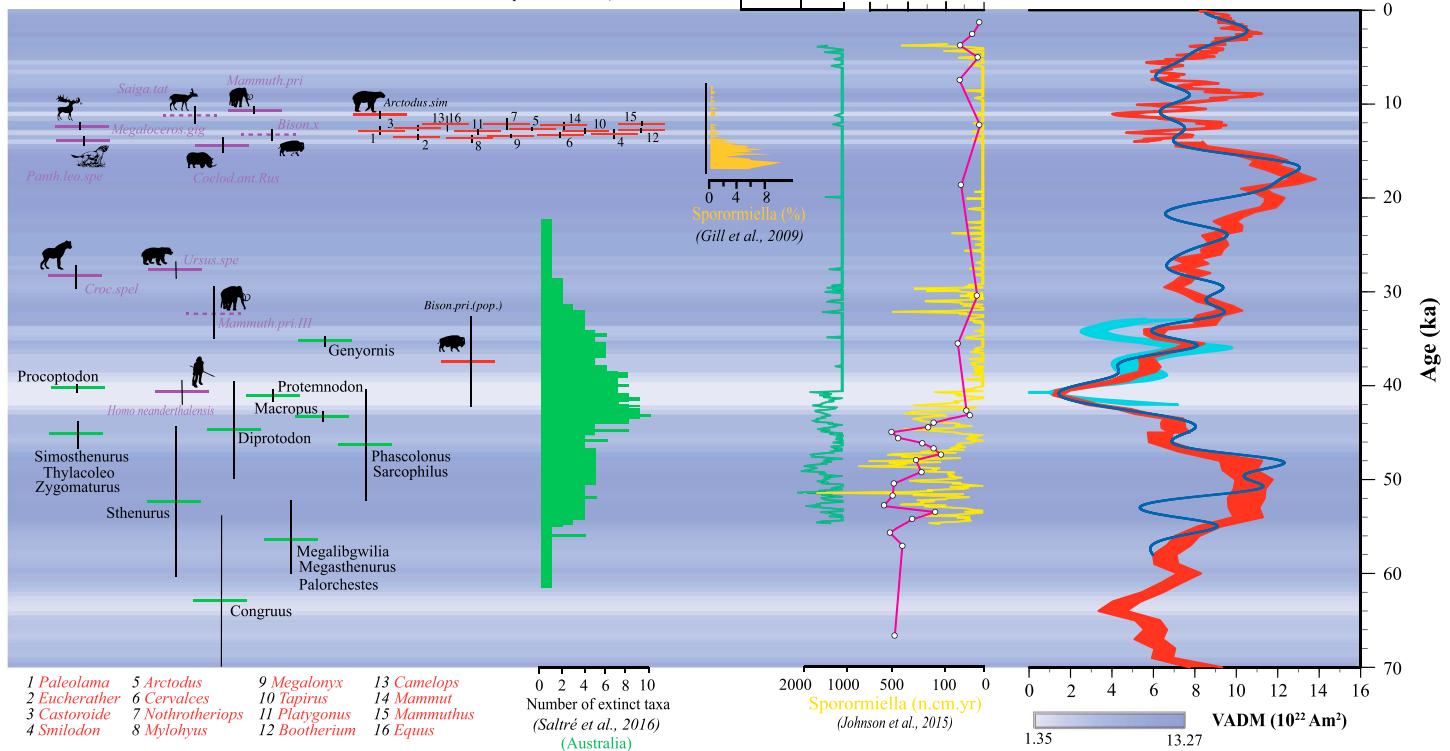 0
10
20
30
40
50
60
70
Age (ka)
Saiga.tat
Mammuth.pri
Megaloceros.gig
Bison.x
Panth.leo.spe
Coelod.ant.Rus
Arctodus.sim
13 16
7
14
15
3
11
5
10
1
2
8
9
6
4
12
0 4 8
Sporormiella (%)
(Gill et al., 2009)
Ursus.spe
Croc.spel
Mammuth.pri.III
Bison.pri.(pop.)
Genyornis
Procoptodon
Protemnodon
Homo neanderthalensis
Macropus
Diprotodon
Simosthenurus
Thylacoleo
Zygomaturus
Phascolonus
Sarcophilus
Sthenurus
Megalibgwilia
Megasthenurus
Palorchestes
Congruus
1 Paleolama
2 Eucherather
3 Castoroide
4 Smilodon
5 Arctodus
6 Cervalces
7 Nothrotheriops
8 Mylohyus
9 Megalonyx
10 Tapirus
11 Platygonus
12 Bootherium
13 Camelops
14 Mammut
15 Mammuthus
16 Equus
0 2 4 6 8 10
Number of extinct taxa
(Saltré et al., 2016)
(Australia)
2000 1000 100 0
Sporormiella (n.cm.yr)
(Johnson et al., 2015)
0 2 4 6 8 10 12 14 16
VADM (10²² Am²)
1.35 13.27